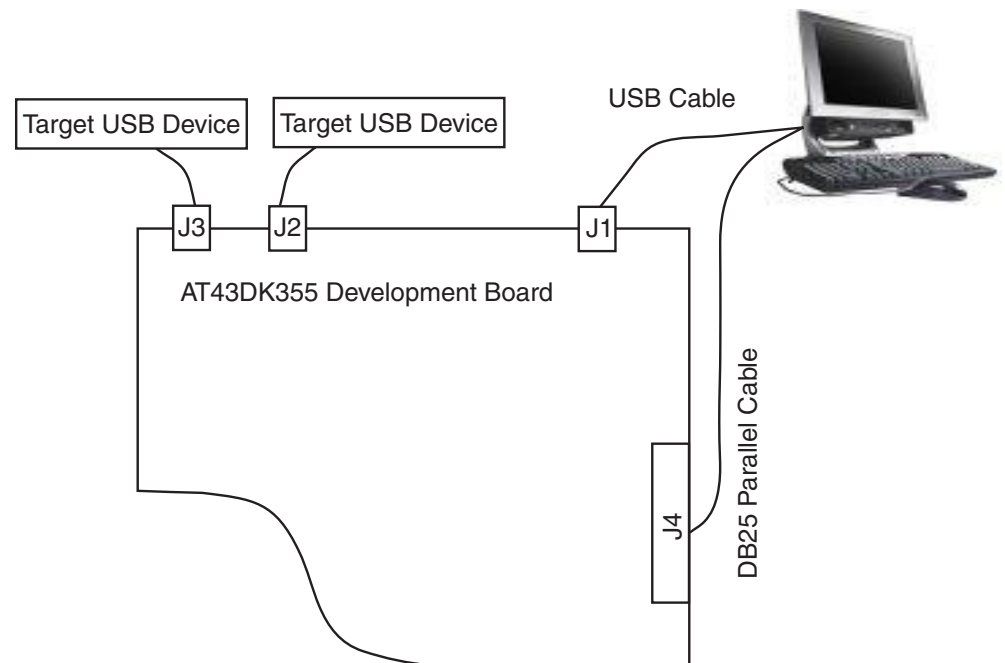 USB Cable
Target USB Device
Target USB Device
J3
J2
J1
AT43DK355 Development Board
DB25 Parallel Cable
J4